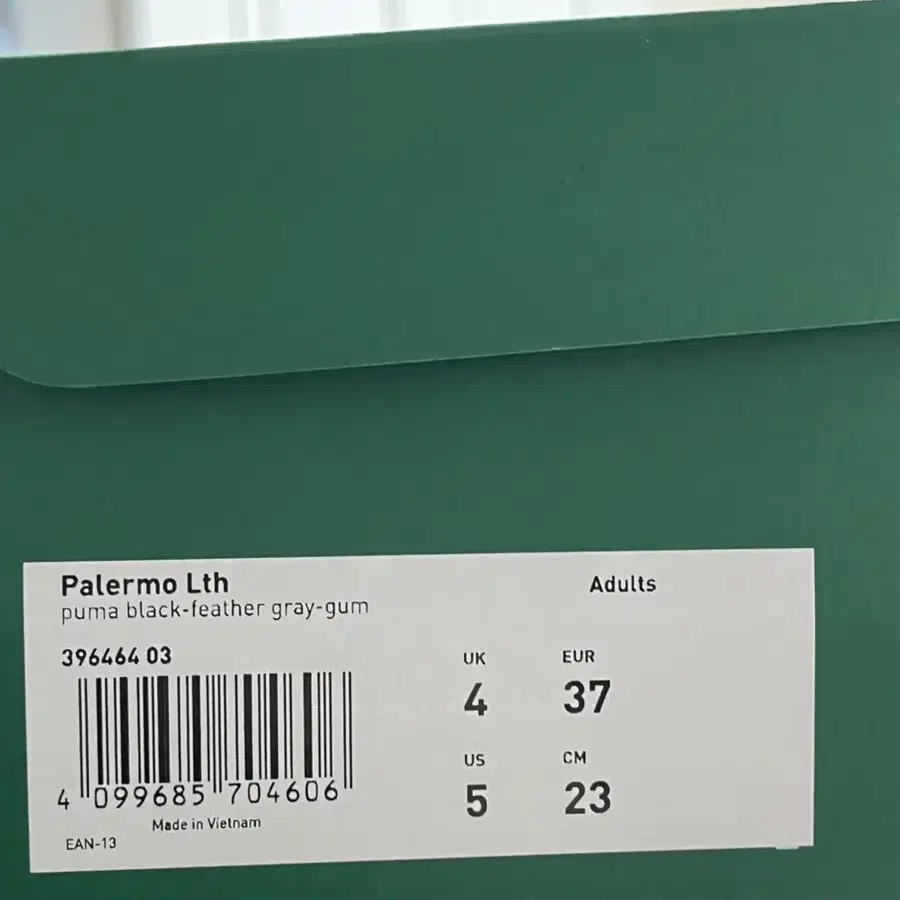 Palermo Lth
Adults
puma black-feather gray-gum
396464 03
UK EUR
4 37
US CM
5 23
4 099685 704606
Made in Vietnam
EAN-13